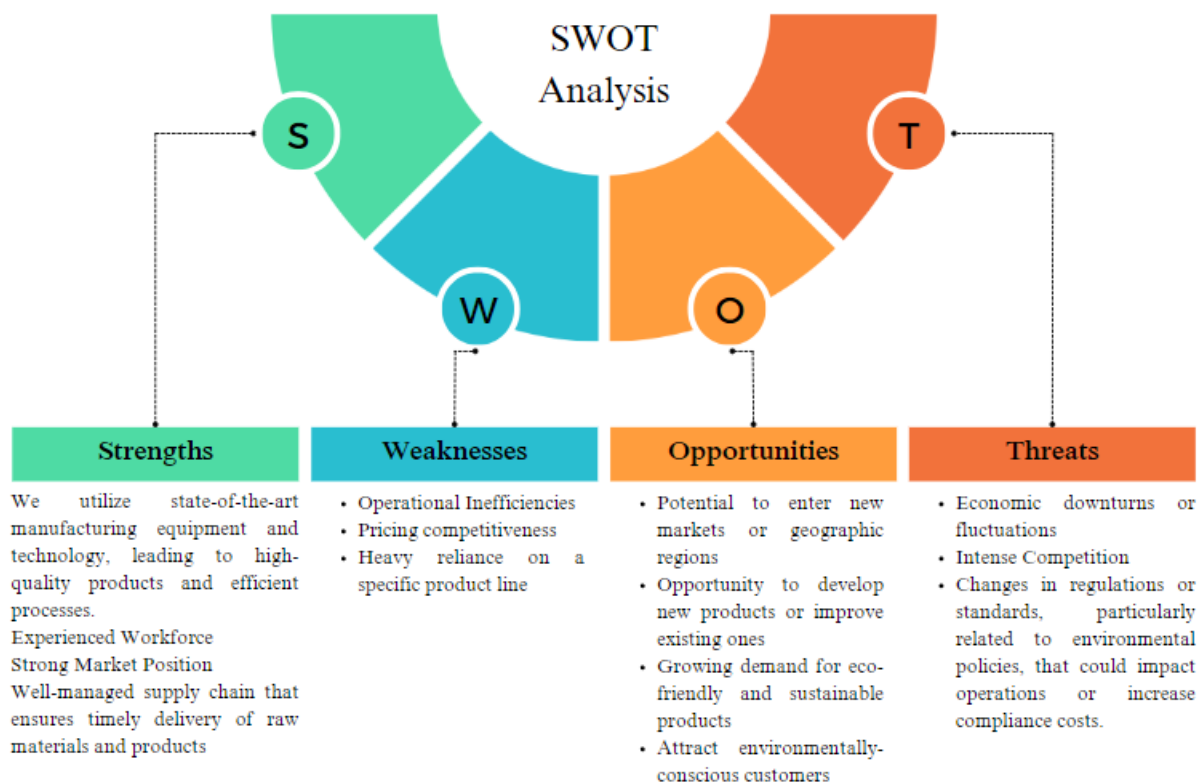 SWOT
Analysis
S
W
O
T
Strengths
We utilize state-of-the-art
manufacturing equipment and
technology, leading to high-
quality products and efficient
processes.
Experienced Workforce
Strong Market Position
Well-managed supply chain that
ensures timely delivery of raw
materials and products
Weaknesses
• Operational Inefficiencies
• Pricing competitiveness
• Heavy reliance on a
specific product line
Opportunities
• Potential to enter new
markets or geographic
regions
• Opportunity to develop
new products or improve
existing ones
• Growing demand for eco-
friendly and sustainable
products
• Attract environmentally-
conscious customers
Threats
• Economic downturns or
fluctuations
• Intense Competition
• Changes in regulations or
standards, particularly
related to environmental
policies, that could impact
operations or increase
compliance costs.